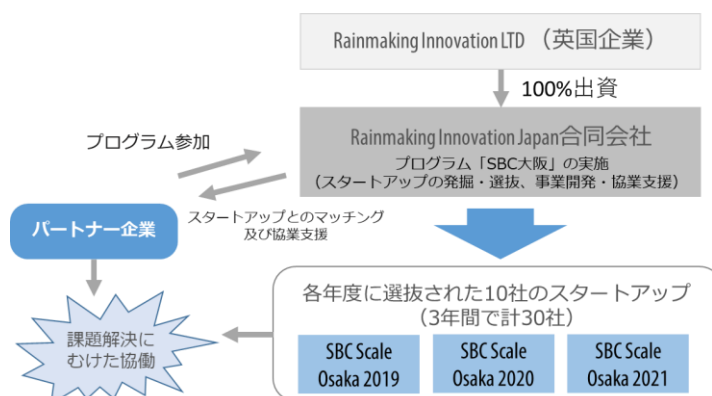 Rainmaking Innovation LTD （英国企業）
100%出資
Rainmaking Innovation Japan合同会社
プログラム「SBC大阪」の実施
（スタートアップの発掘・選抜、事業開発・協業支援）
プログラム参加
スタートアップとのマッチング
及び協業支援
パートナー企業
課題解決に
むけた協働
各年度に選抜された10社のスタートアップ
（3年間で計30社）
SBC Scale
Osaka 2019
SBC Scale
Osaka 2020
SBC Scale
Osaka 2021